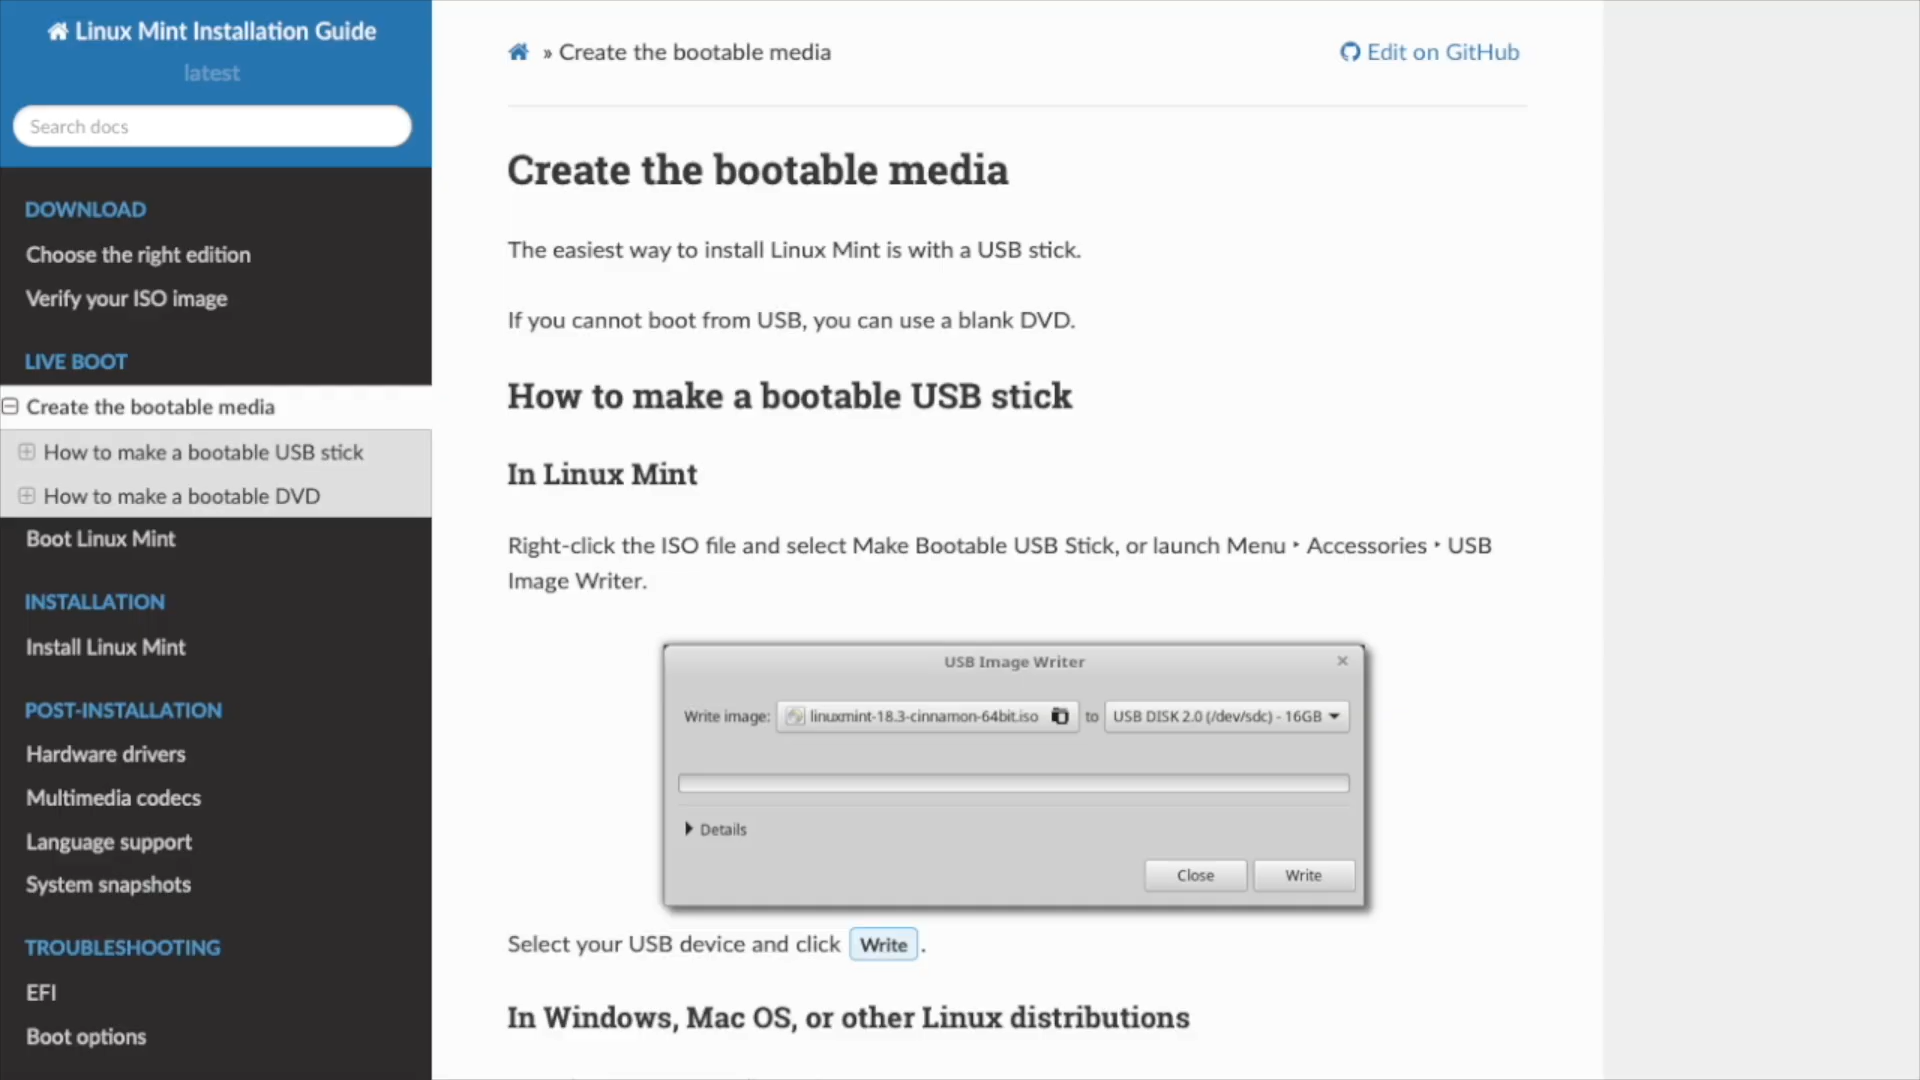 Linux Mint Installation Guide
latest
Search docs
DOWNLOAD
Choose the right edition
Verify your ISO image
LIVE BOOT
Create the bootable media
How to make a bootable USB stick
How to make a bootable DVD
Boot Linux Mint
INSTALLATION
Install Linux Mint
POST-INSTALLATION
Hardware drivers
Multimedia codecs
Language support
System snapshots
TROUBLESHOOTING
EFI
Boot options
» Create the bootable media
Edit on GitHub
Create the bootable media
The easiest way to install Linux Mint is with a USB stick.
If you cannot boot from USB, you can use a blank DVD.
How to make a bootable USB stick
In Linux Mint
Right-click the ISO file and select Make Bootable USB Stick, or launch Menu ‣ Accessories ‣ USB
Image Writer.
USB Image Writer
Write image: linuxmint-18.3-cinnamon-64bit.iso to USB DISK 2.0 (/dev/sdc) - 16GB
Details
Close Write
Select your USB device and click Write.
In Windows, Mac OS, or other Linux distributions